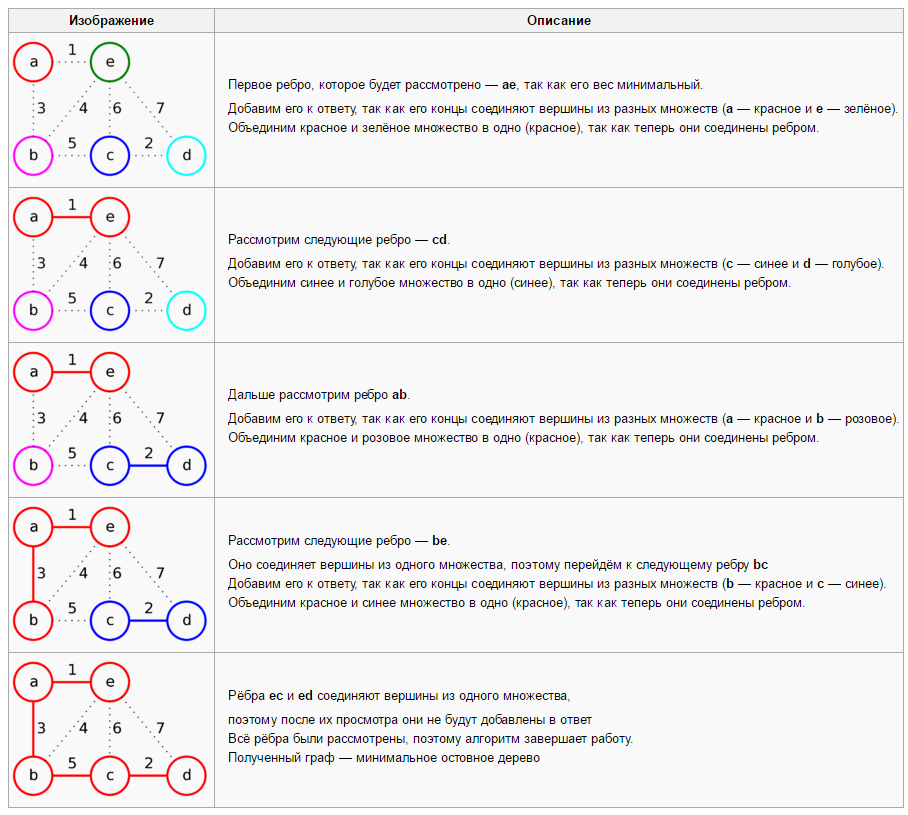 Изображение
Описание
a 1 e
3 4 6 7
b 5 c 2 d
Первое ребро, которое будет рассмотрено — ae, так как его вес минимальный.
Добавим его к ответу, так как его концы соединяют вершины из разных множеств (a — красное и e — зелёное).
Объединим красное и зелёное множество в одно (красное), так как теперь они соединены ребром.
a 1 e
3 4 6 7
b 5 c 2 d
Рассмотрим следующие ребро — cd.
Добавим его к ответу, так как его концы соединяют вершины из разных множеств (c — синее и d — голубое).
Объединим синее и голубое множество в одно (синее), так как теперь они соединены ребром.
a 1 e
3 4 6 7
b 5 c 2 d
Дальше рассмотрим ребро ab.
Добавим его к ответу, так как его концы соединяют вершины из разных множеств (a — красное и b — розовое).
Объединим красное и розовое множество в одно (красное), так как теперь они соединены ребром.
a 1 e
3 4 6 7
b 5 c 2 d
Рассмотрим следующие ребро — be.
Оно соединяет вершины из одного множества, поэтому перейдём к следующему ребру bc
Добавим его к ответу, так как его концы соединяют вершины из разных множеств (b — красное и c — синее).
Объединим красное и синее множество в одно (красное), так как теперь они соединены ребром.
a 1 e
3 4 6 7
b 5 c 2 d
Рёбра ec и ed соединяют вершины из одного множества,
поэтому после их просмотра они не будут добавлены в ответ
Всё рёбра были рассмотрены, поэтому алгоритм завершает работу.
Полученный граф — минимальное остовное дерево